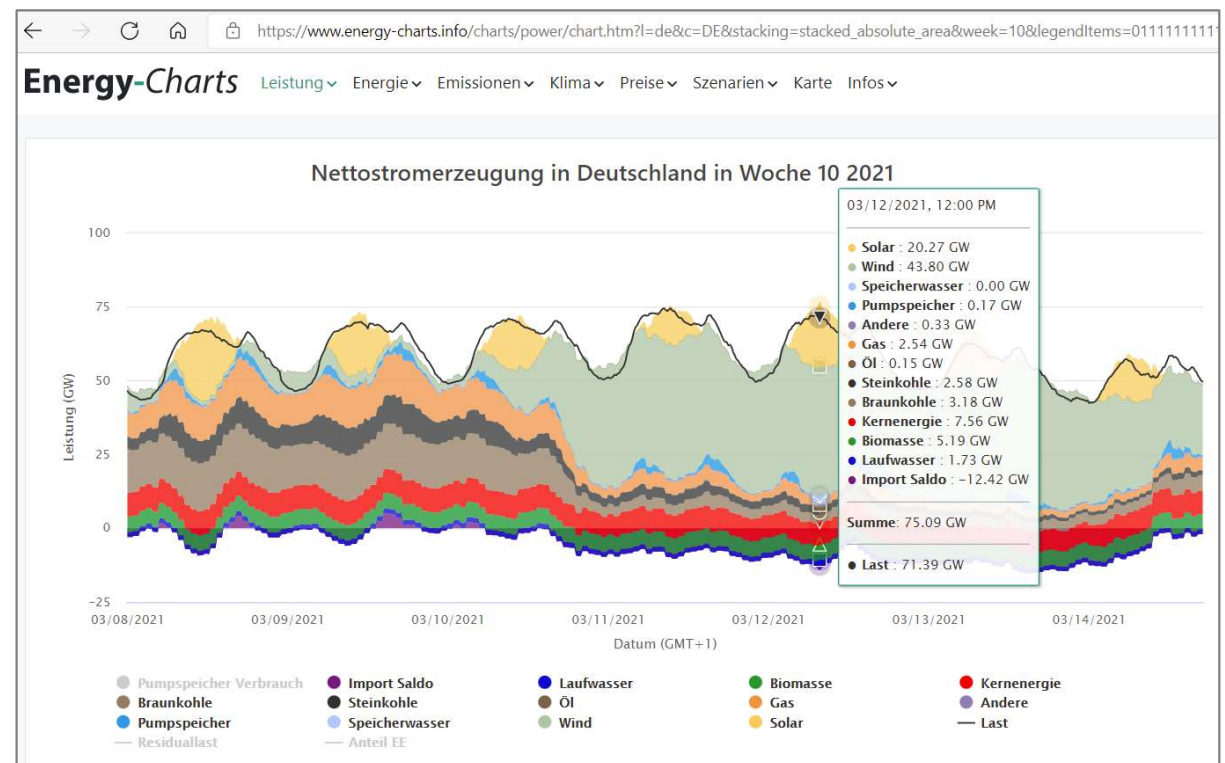 https://www.energy-charts.info/charts/power/chart.htm?l=de&c=DE&stacking=stacked_absolute_area&week=10&legendItems=01111111111
Energy-Charts Leistung Energie Emissionen Klima Preise Szenarien Karte Infos
Nettostromerzeugung in Deutschland in Woche 10 2021
03/12/2021, 12:00 PM
Solar : 20.27 GW
Wind : 43.80 GW
Speicherwasser : 0.00 GW
Pumpspeicher : 0.17 GW
Andere : 0.33 GW
Gas : 2.54 GW
Öl : 0.15 GW
Steinkohle : 2.58 GW
Braunkohle : 3.18 GW
Kernenergie : 7.56 GW
Biomasse : 5.19 GW
Laufwasser : 1.73 GW
Import Saldo : −12.42 GW
Summe: 75.09 GW
Last : 71.39 GW
Leistung (GW)
100
75
50
25
0
−25
03/08/2021 03/09/2021 03/10/2021 03/11/2021 03/12/2021 03/13/2021 03/14/2021
Datum (GMT+1)
Pumpspeicher Verbrauch Import Saldo Laufwasser Biomasse Kernenergie
Braunkohle Steinkohle Öl Gas Andere
Pumpspeicher Speicherwasser Wind Solar Last
Residuallast Anteil EE